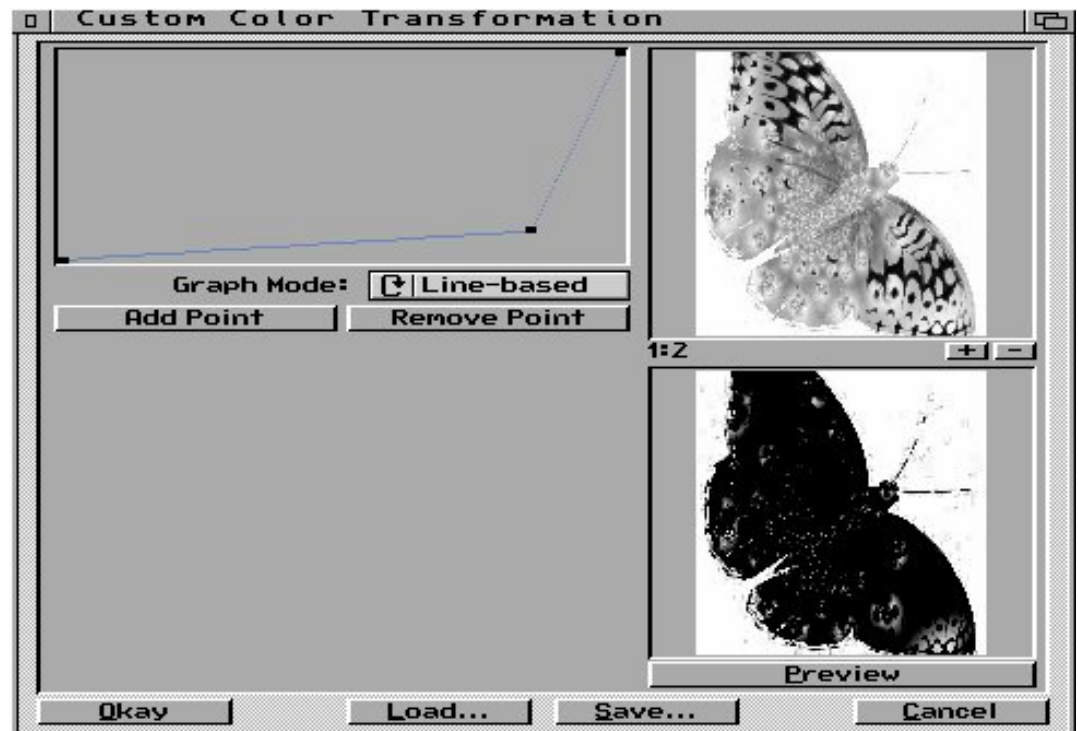 Custom Color Transformation
Graph Mode: Line-based
Add Point Remove Point
1:2 + -
Preview
Okay Load... Save... Cancel